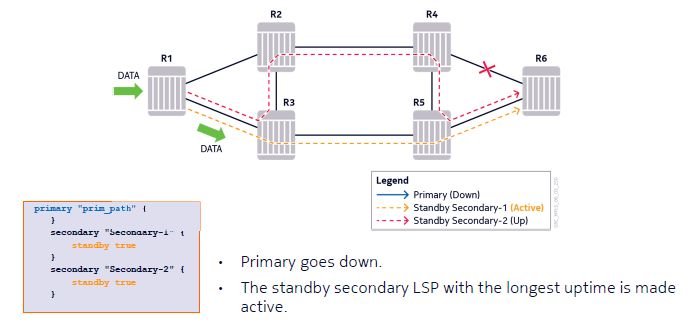 R2
R4
R1
R6
DATA
R3
R5
DATA
Legend
Primary (Down)
Standby Secondary-1 (Active)
Standby Secondary-2 (Up)
primary "prim_path" {
}
secondary "Secondary-1" {
standby true
}
secondary "Secondary-2" {
standby true
}
• Primary goes down.
• The standby secondary LSP with the longest uptime is made
active.